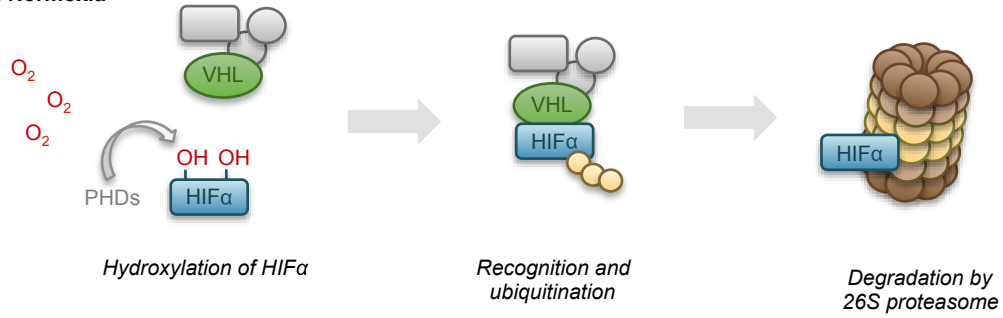 Normoxia
VHL
O2
O2
O2
OH OH
PHDs
HIFα
VHL
HIFα
HIFα
Hydroxylation of HIFα
Recognition and
ubiquitination
Degradation by
26S proteasome